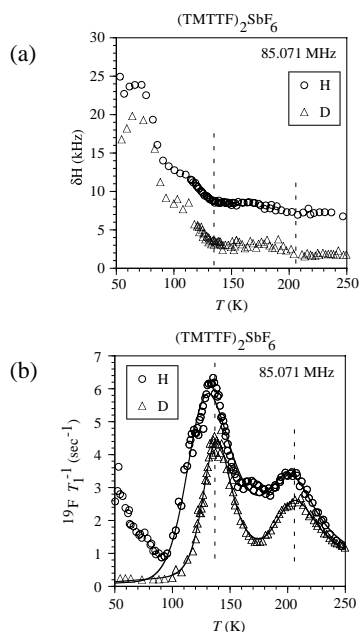 (TMTTF)2SbF6
(a)
85.071 MHz
H
D
δH (kHz)
30
25
20
15
10
5
0
50 100 150 200 250
T (K)
(TMTTF)2SbF6
(b)
85.071 MHz
H
D
19F T1-1 (sec-1)
7
6
5
4
3
2
1
0
50 100 150 200 250
T (K)